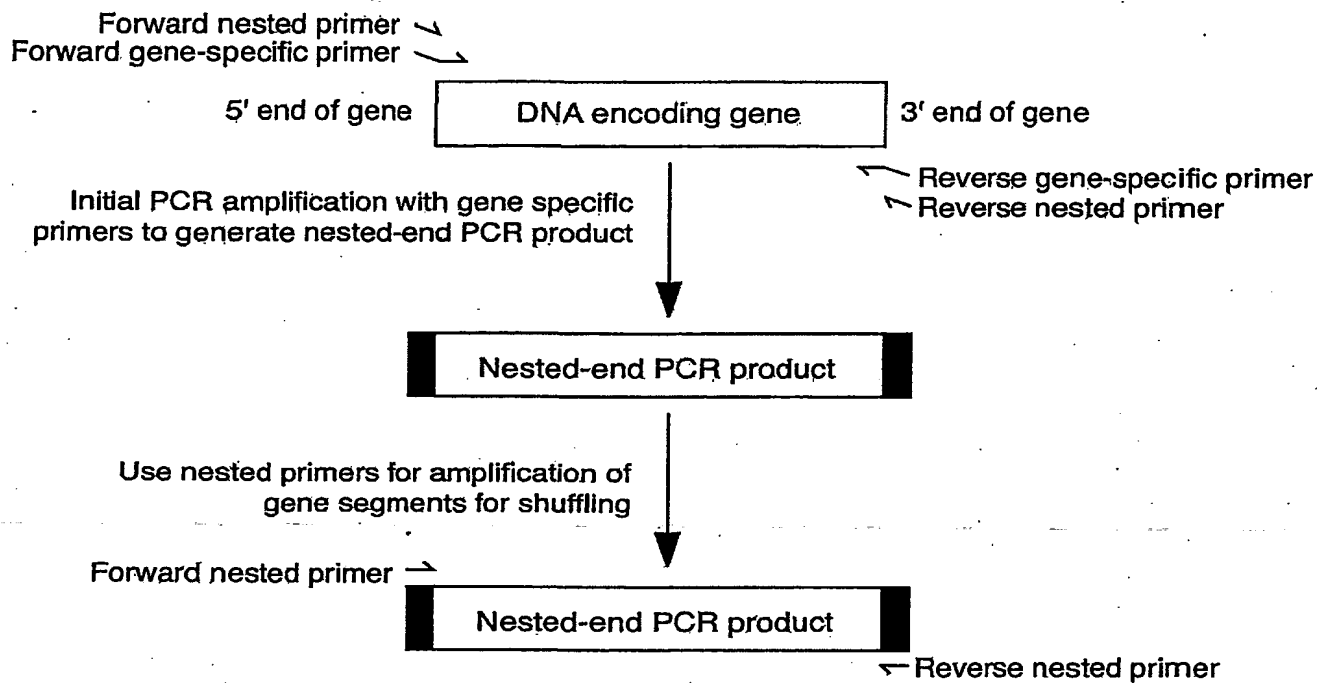 Forward nested primer
Forward gene-specific primer
5' end of gene
DNA encoding gene
3' end of gene
Reverse gene-specific primer
Reverse nested primer
Initial PCR amplification with gene specific
primers to generate nested-end PCR product
Nested-end PCR product
Use nested primers for amplification of
gene segments for shuffling
Forward nested primer
Nested-end PCR product
Reverse nested primer